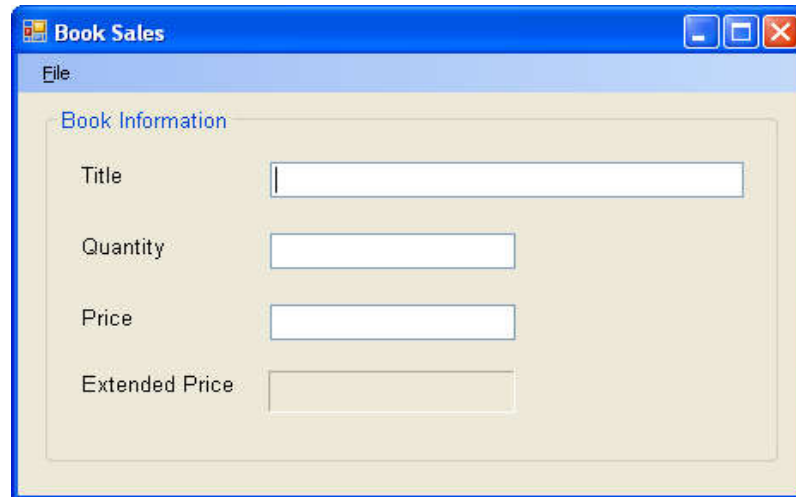 Book Sales
File
Book Information
Title
Quantity
Price
Extended Price